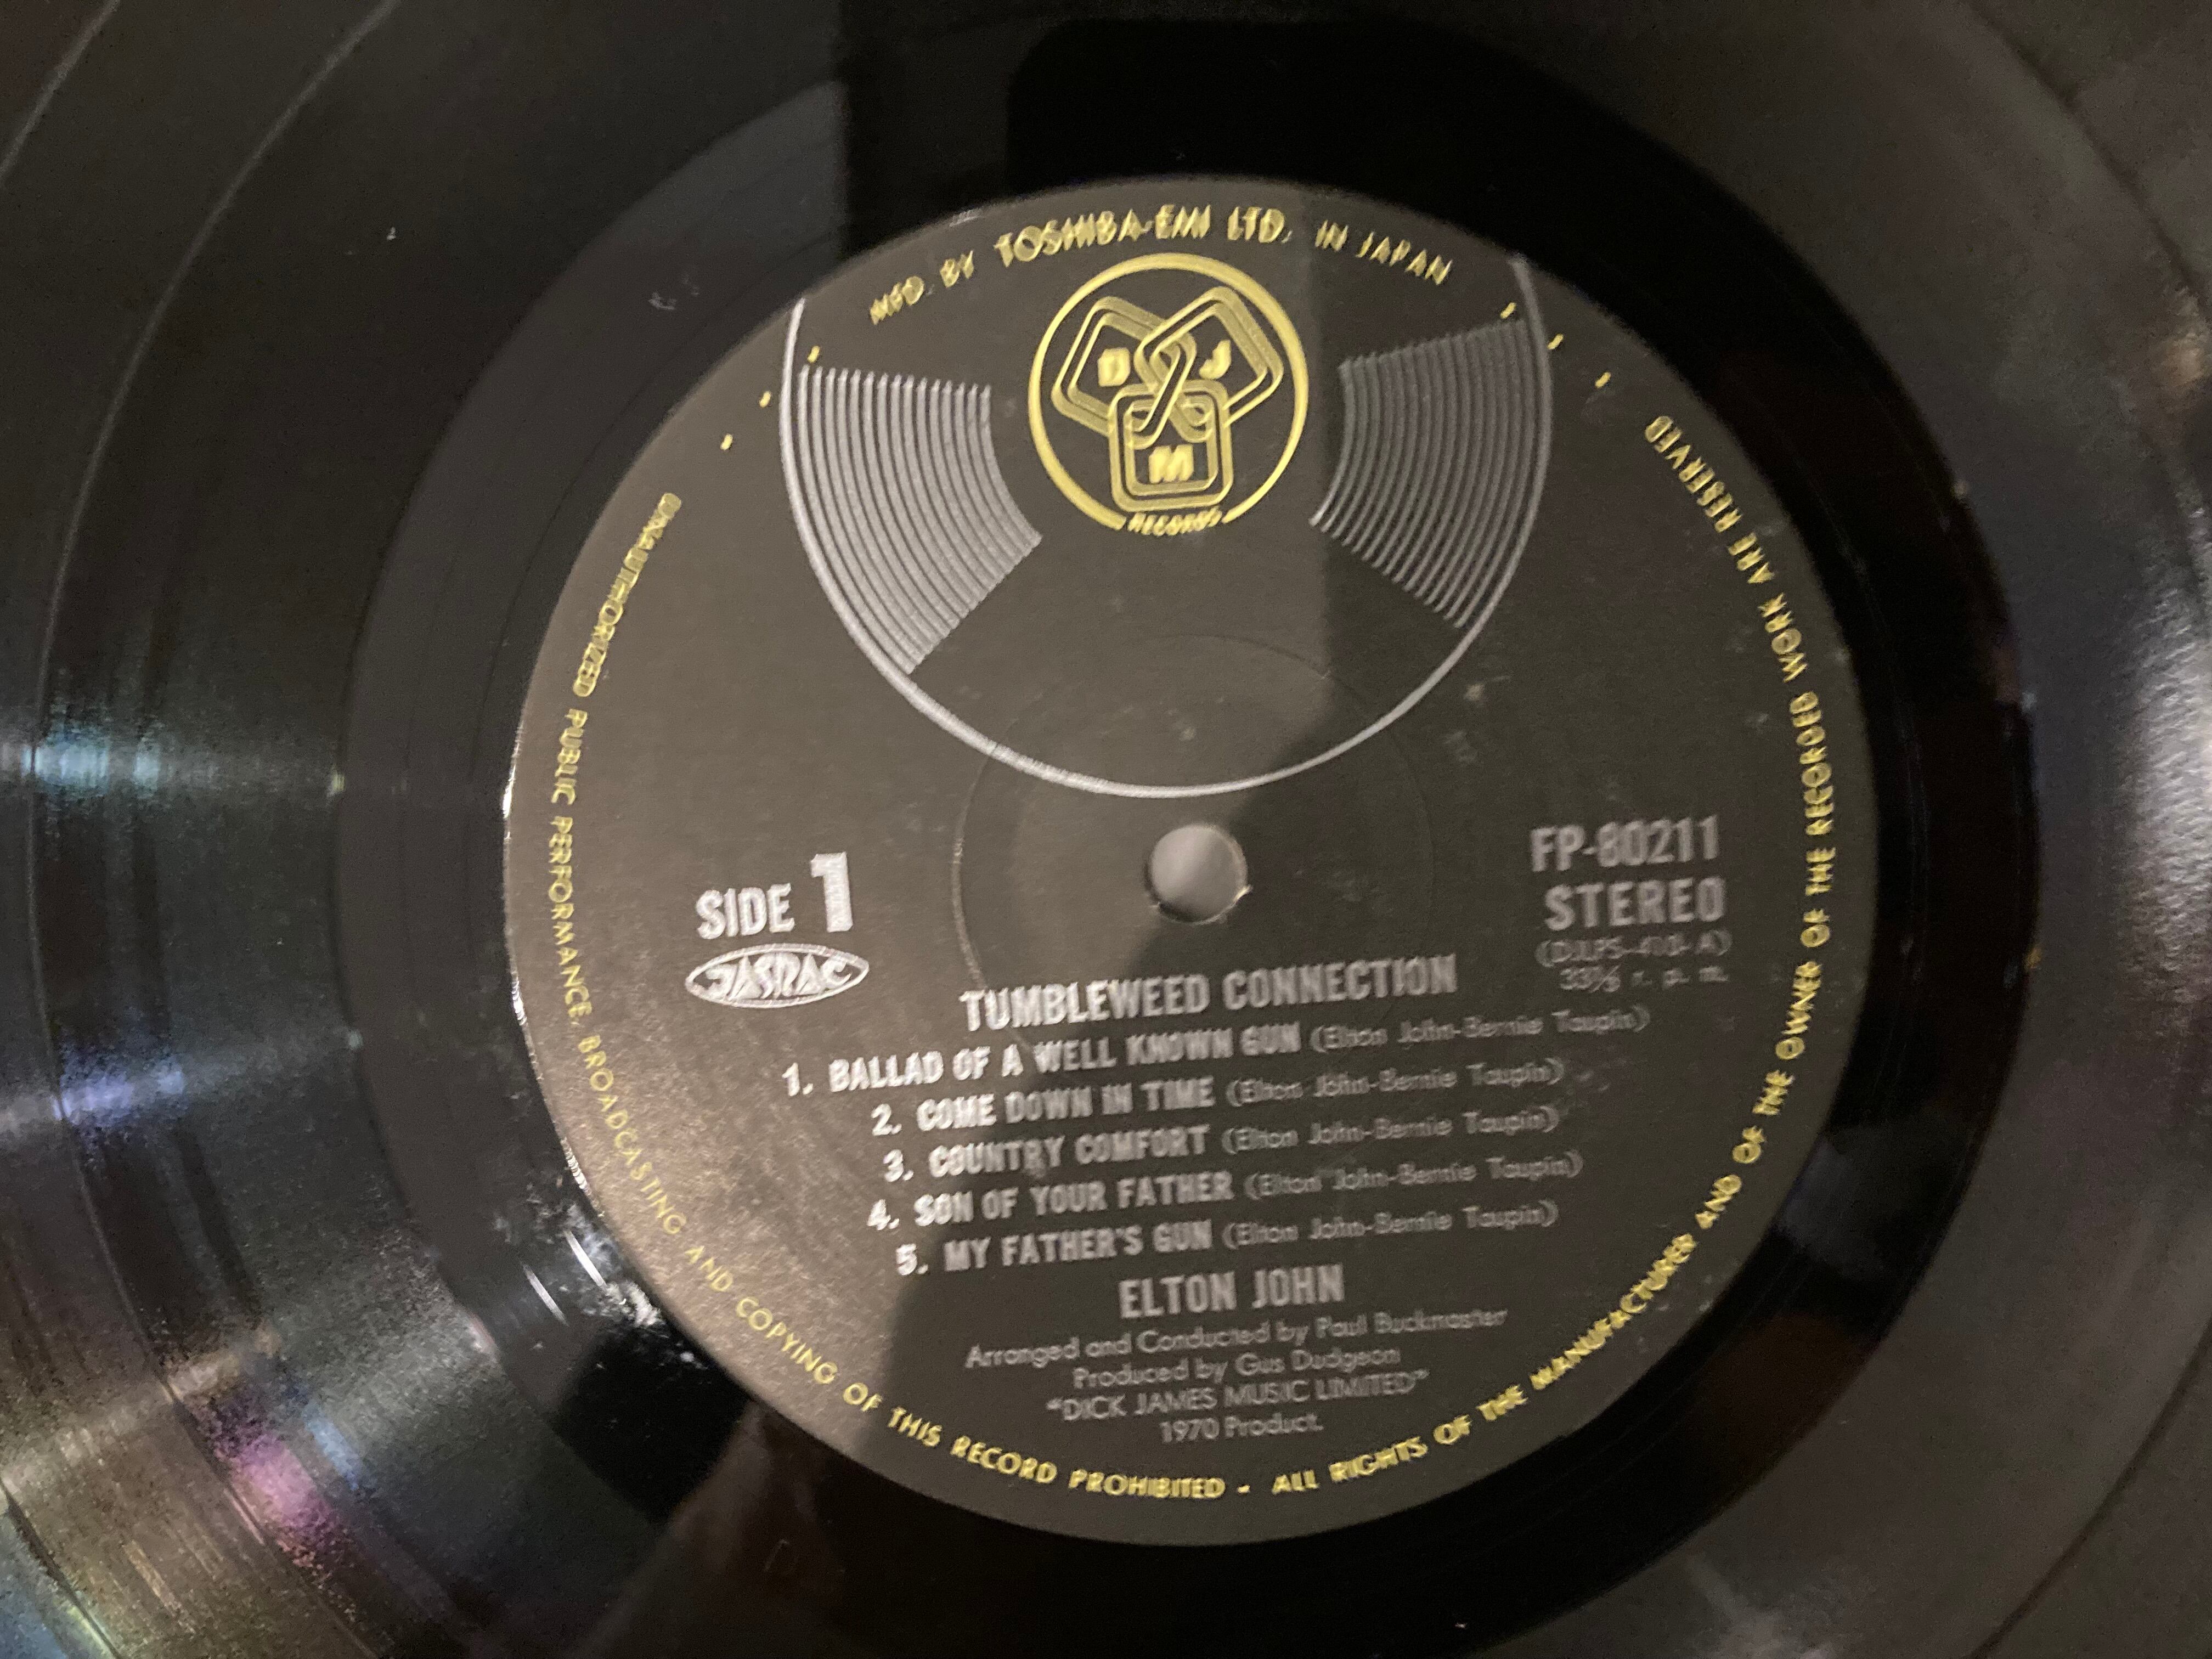 MFD. BY TOSHIBA-EMI LTD. IN JAPAN
D J
M
RECORDS
SIDE 1
JASRAC
FP-80211
STEREO
(DJLPS-410-A)
33⅓ r. p. m.
TUMBLEWEED CONNECTION
1. BALLAD OF A WELL KNOWN GUN (Elton John-Bernie Taupin)
2. COME DOWN IN TIME (Elton John-Bernie Taupin)
3. COUNTRY COMFORT (Elton John-Bernie Taupin)
4. SON OF YOUR FATHER (Elton John-Bernie Taupin)
5. MY FATHER'S GUN (Elton John-Bernie Taupin)
ELTON JOHN
Arranged and Conducted by Paul Buckmaster
Produced by Gus Dudgeon
"DICK JAMES MUSIC LIMITED"
1970 Product.
UNAUTHORIZED PUBLIC PERFORMANCE, BROADCASTING AND COPYING OF THIS RECORD PROHIBITED - ALL RIGHTS OF THE MANUFACTURER AND OF THE OWNER OF THE RECORDED WORK ARE RESERVED